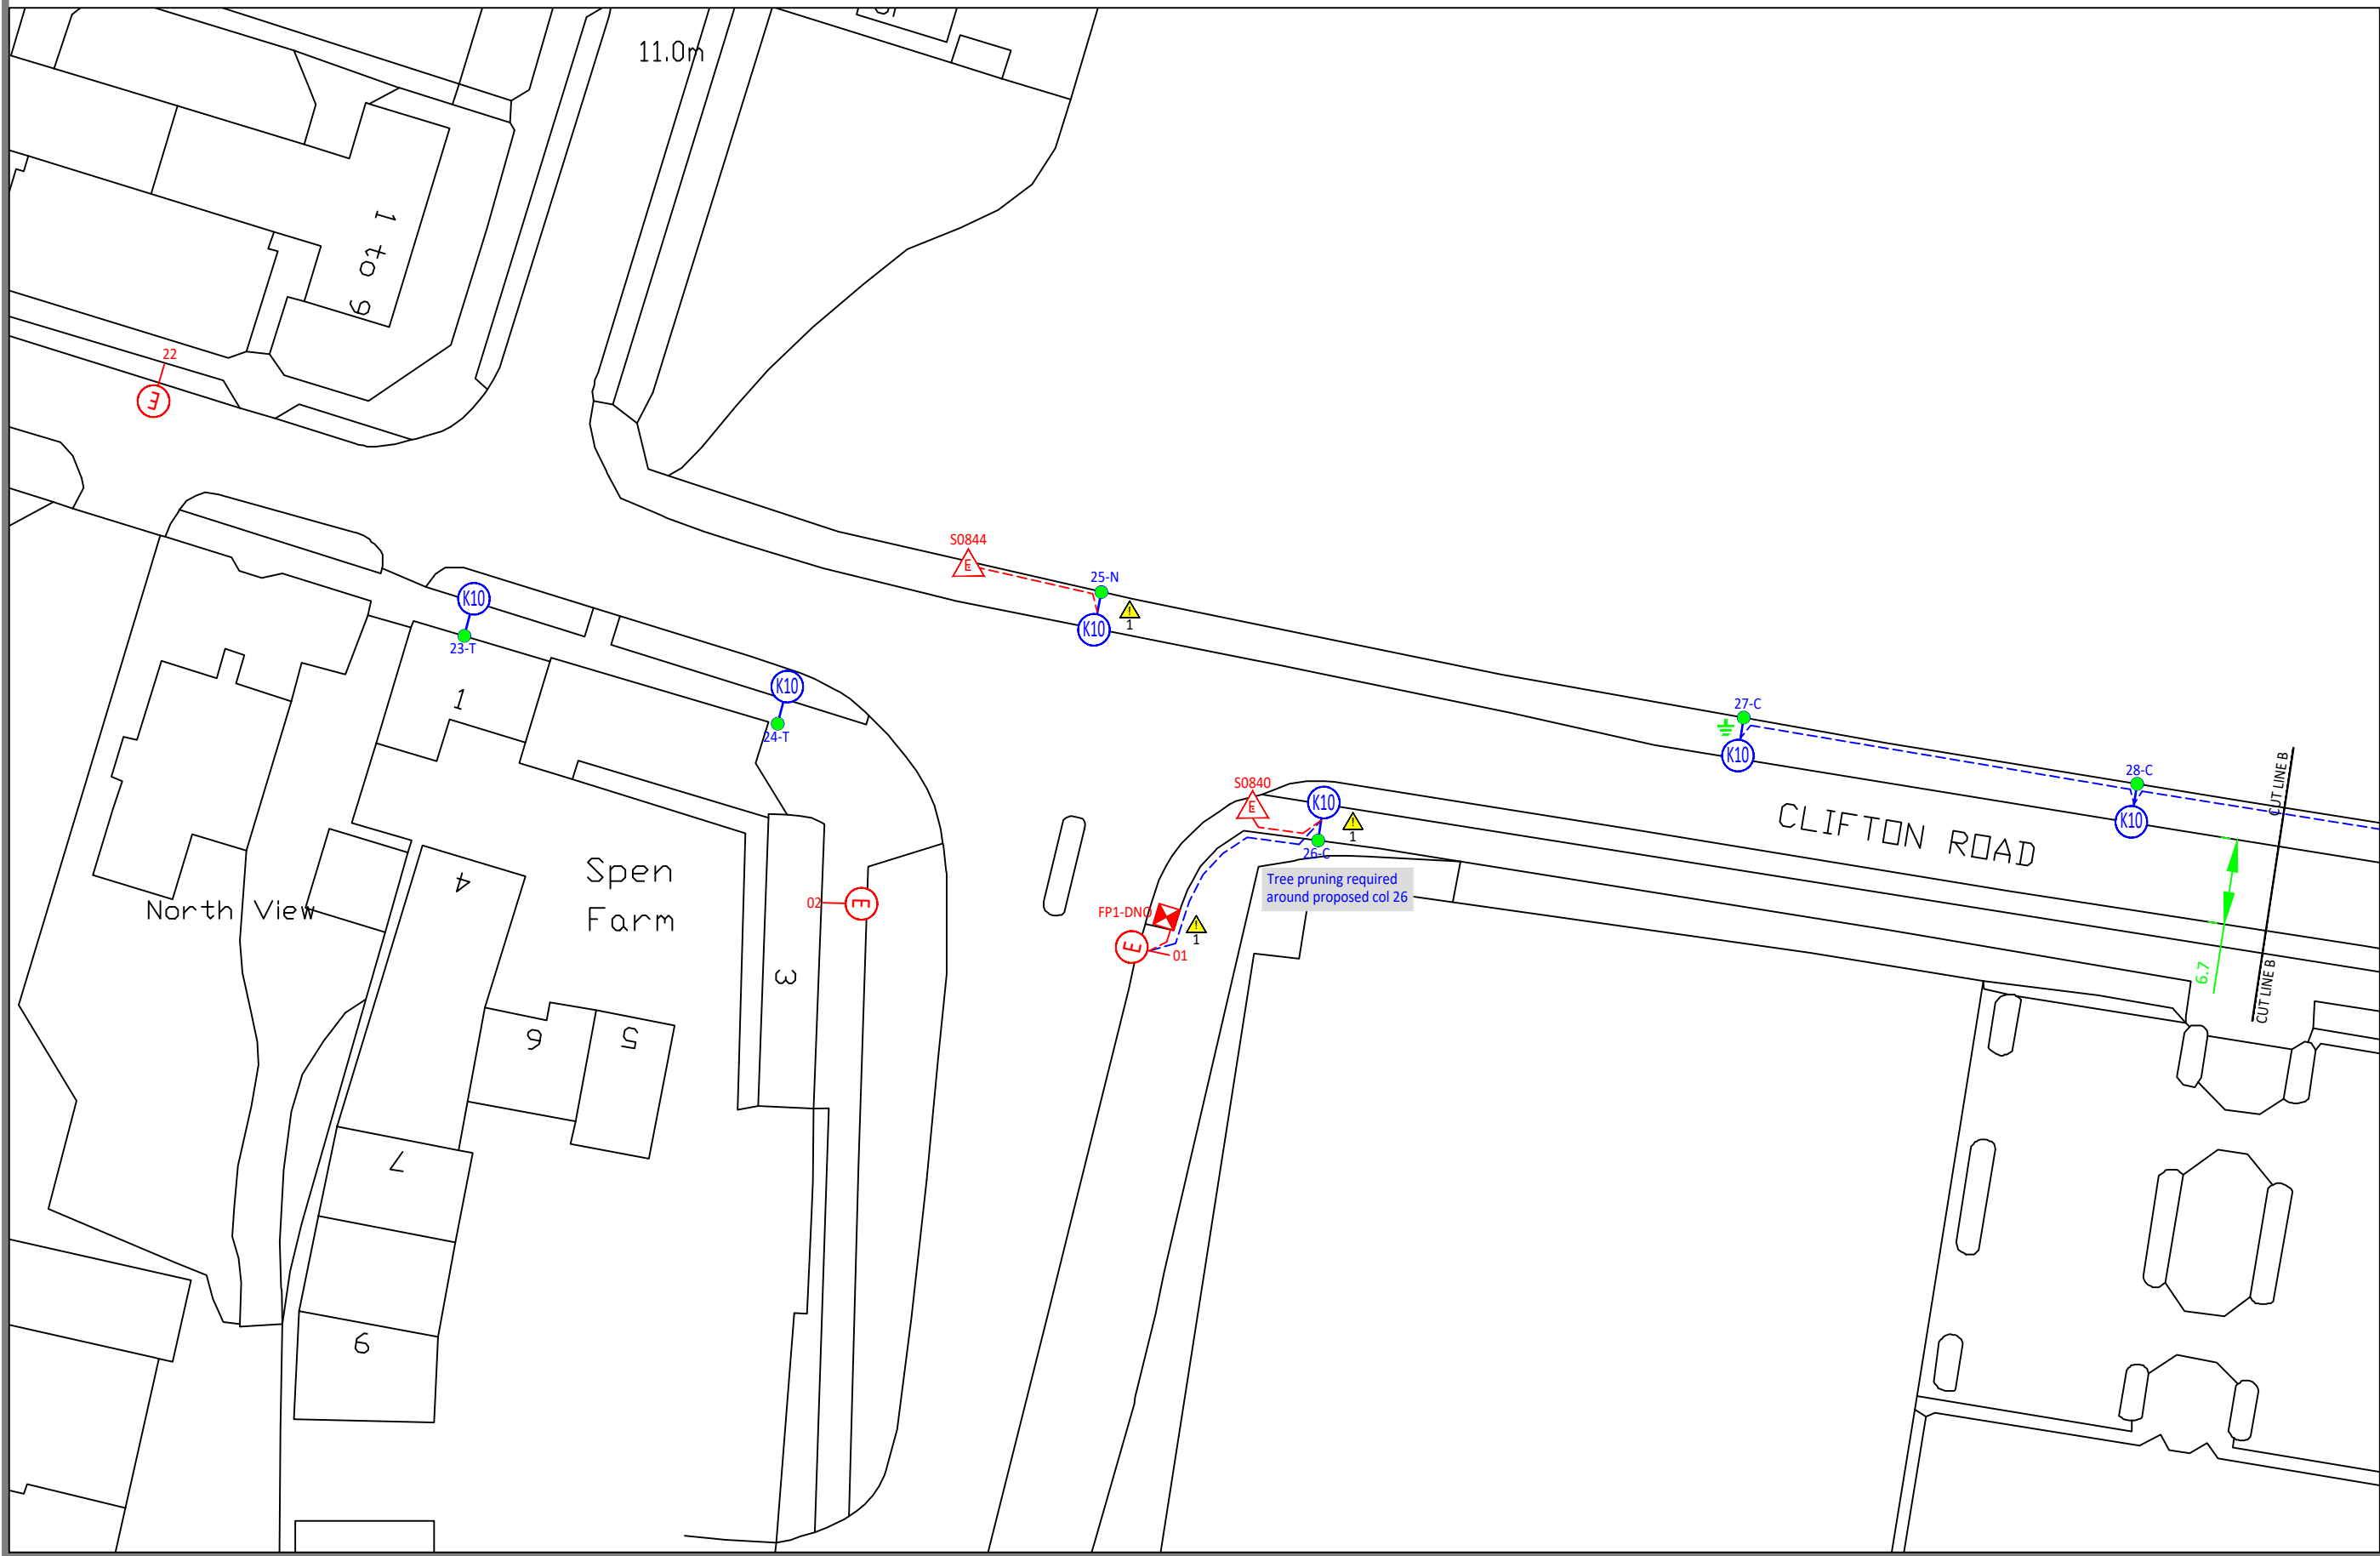 11.0m
1 to 9
22
E
S0844
E
25-N
K10
1
K10
23-T
1
K10
24-T
27-C
K10
28-C
K10
CUT LINE B
CLIFTON ROAD
S0840
E
K10
1
26-C
Tree pruning required
around proposed col 26
Spen
Farm
4
North View
02
E
FP1-DNO
1
E
01
3
6.7
CUT LINE B
6
5
7
9